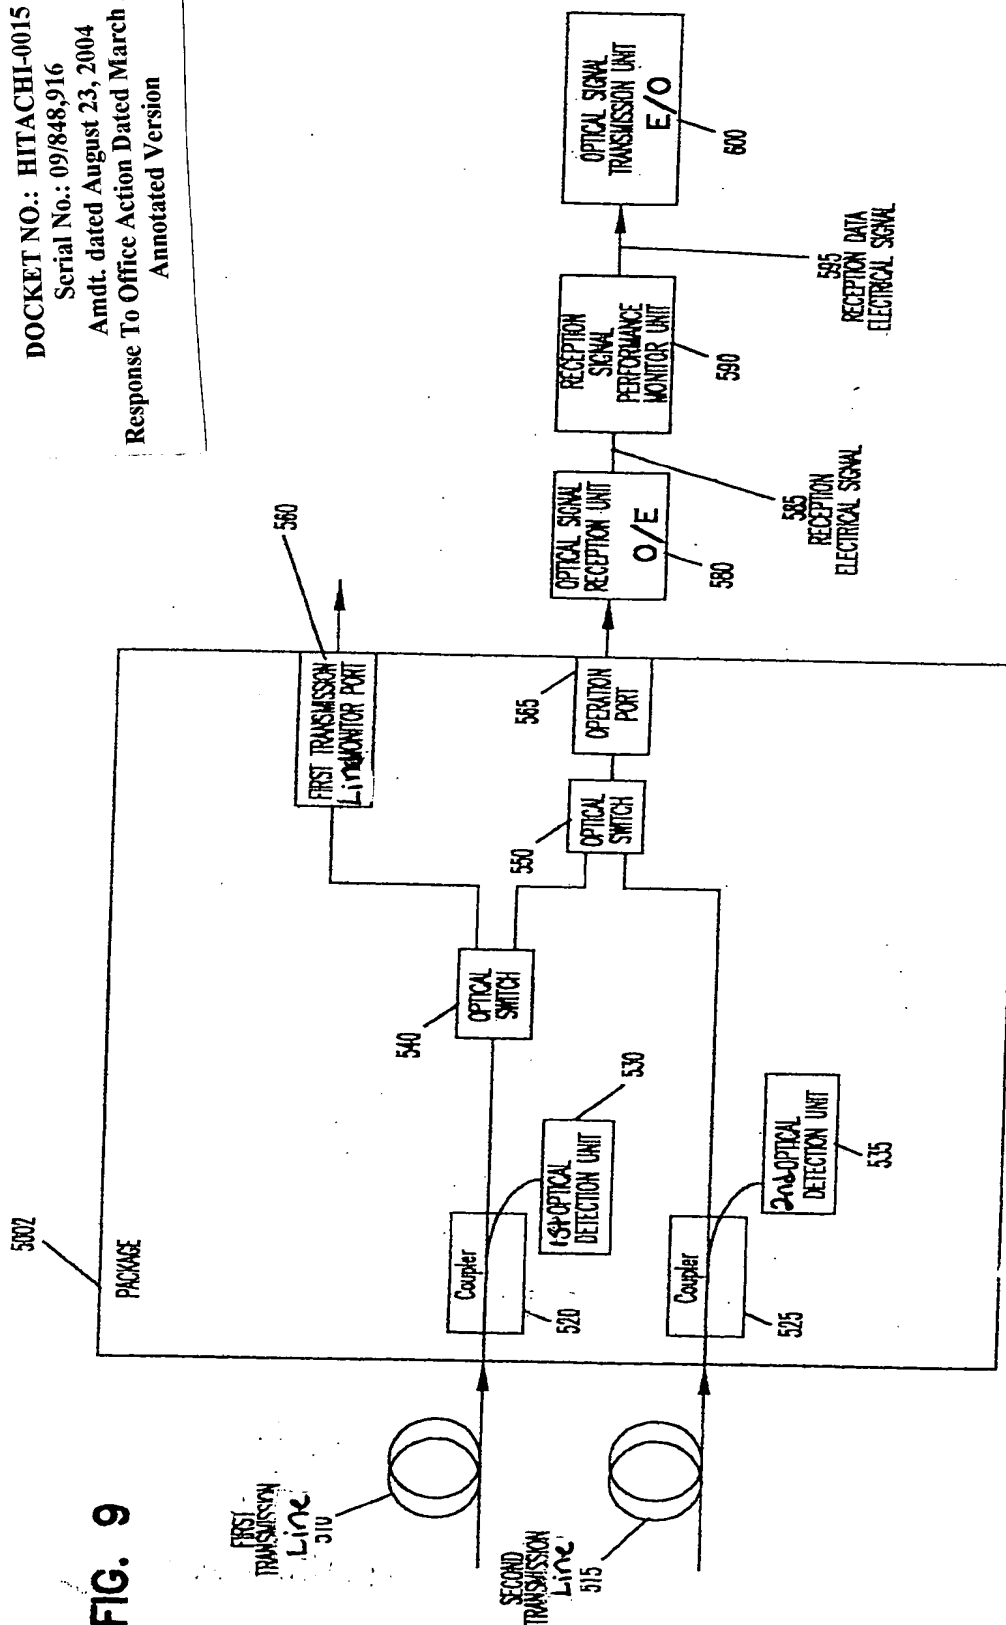 DOCKET NO.: HITACHI-0015
Serial No.: 09/848,916
Amdt. dated August 23, 2004
Response To Office Action Dated March
Annotated Version
FIG. 9
5002
PACKAGE
FIRST
TRANSMISSION
Line
510
SECOND
TRANSMISSION
Line
515
Coupler
520
1st OPTICAL
DETECTION UNIT
530
Coupler
525
2nd OPTICAL
DETECTION UNIT
535
OPTICAL
SWITCH
540
OPTICAL
SWITCH
550
FIRST TRANSMISSION
Line MONITOR PORT
560
OPERATION
PORT
565
OPTICAL SIGNAL
RECEPTION UNIT
O/E
580
585
RECEPTION
ELECTRICAL SIGNAL
RECEPTION
SIGNAL
PERFORMANCE
MONITOR UNIT
590
595
RECEPTION DATA
ELECTRICAL SIGNAL
OPTICAL SIGNAL
TRANSMISSION UNIT
E/O
600